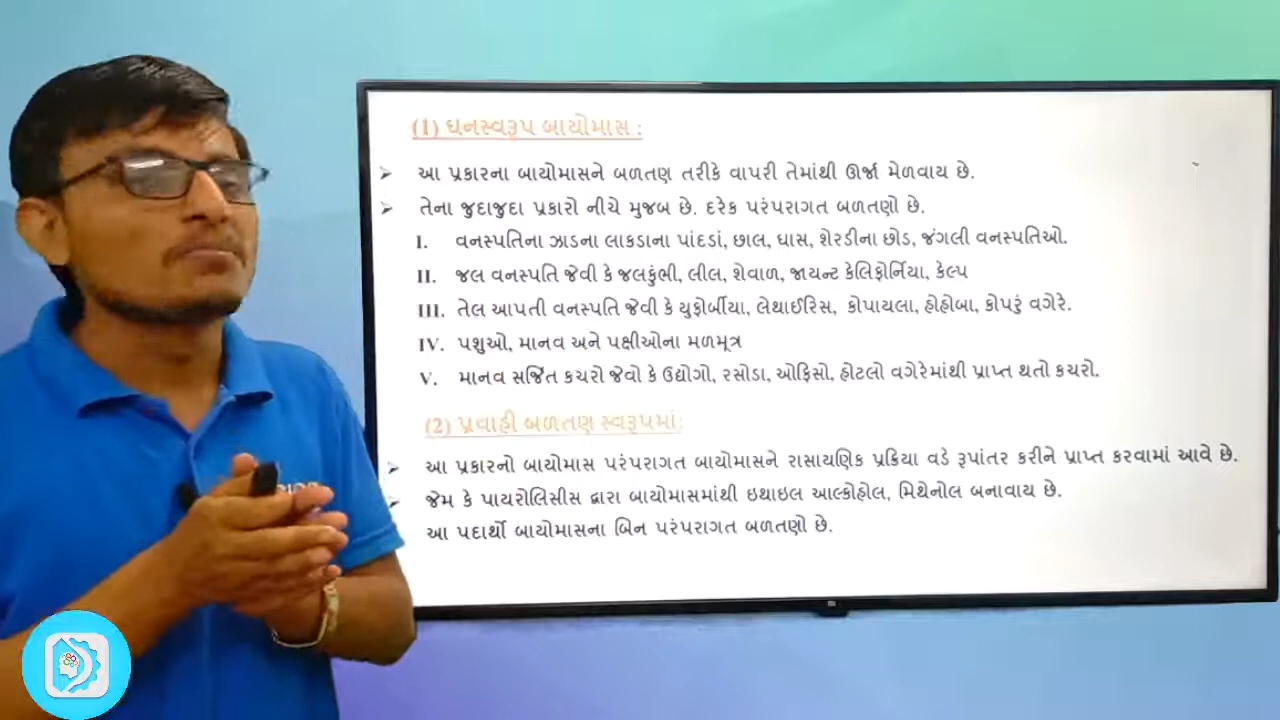 (1) ઘનસ્વરૂપ બાયોમાસ :
આ પ્રકારના બાયોમાસને બળતણ તરીકે વાપરી તેમાંથી ઊર્જા મેળવાય છે.
તેના જુદાજુદા પ્રકારો નીચે મુજબ છે. દરેક પરંપરાગત બળતણો છે.
I. વનસ્પતિના ઝાડના લાકડાના પાંદડાં, છાલ, ઘાસ, શેરડીના છોડ, જંગલી વનસ્પતિઓ.
II. જલ વનસ્પતિ જેવી કે જલકુંભી, લીલ, શેવાળ, જાયન્ટ કેલિફોર્નિયા, કેલ્પ
III. તેલ આપતી વનસ્પતિ જેવી કે યુફોર્બીયા, લેથાઈરિસ, કોપાયલા, હોહોબા, કોપરું વગેરે.
IV. પશુઓ, માનવ અને પક્ષીઓના મળમૂત્ર
V. માનવ સર્જિત કચરો જેવો કે ઉદ્યોગો, રસોડા, ઓફિસો, હોટલો વગેરેમાંથી પ્રાપ્ત થતો કચરો.
(2) પ્રવાહી બળતણ સ્વરૂપમાં:
આ પ્રકારનો બાયોમાસ પરંપરાગત બાયોમાસને રાસાયણિક પ્રક્રિયા વડે રૂપાંતર કરીને પ્રાપ્ત કરવામાં આવે છે.
જેમ કે પાયરોલિસીસ દ્વારા બાયોમાસમાંથી ઇથાઇલ આલ્કોહોલ, મિથેનોલ બનાવાય છે.
આ પદાર્થો બાયોમાસના બિન પરંપરાગત બળતણો છે.